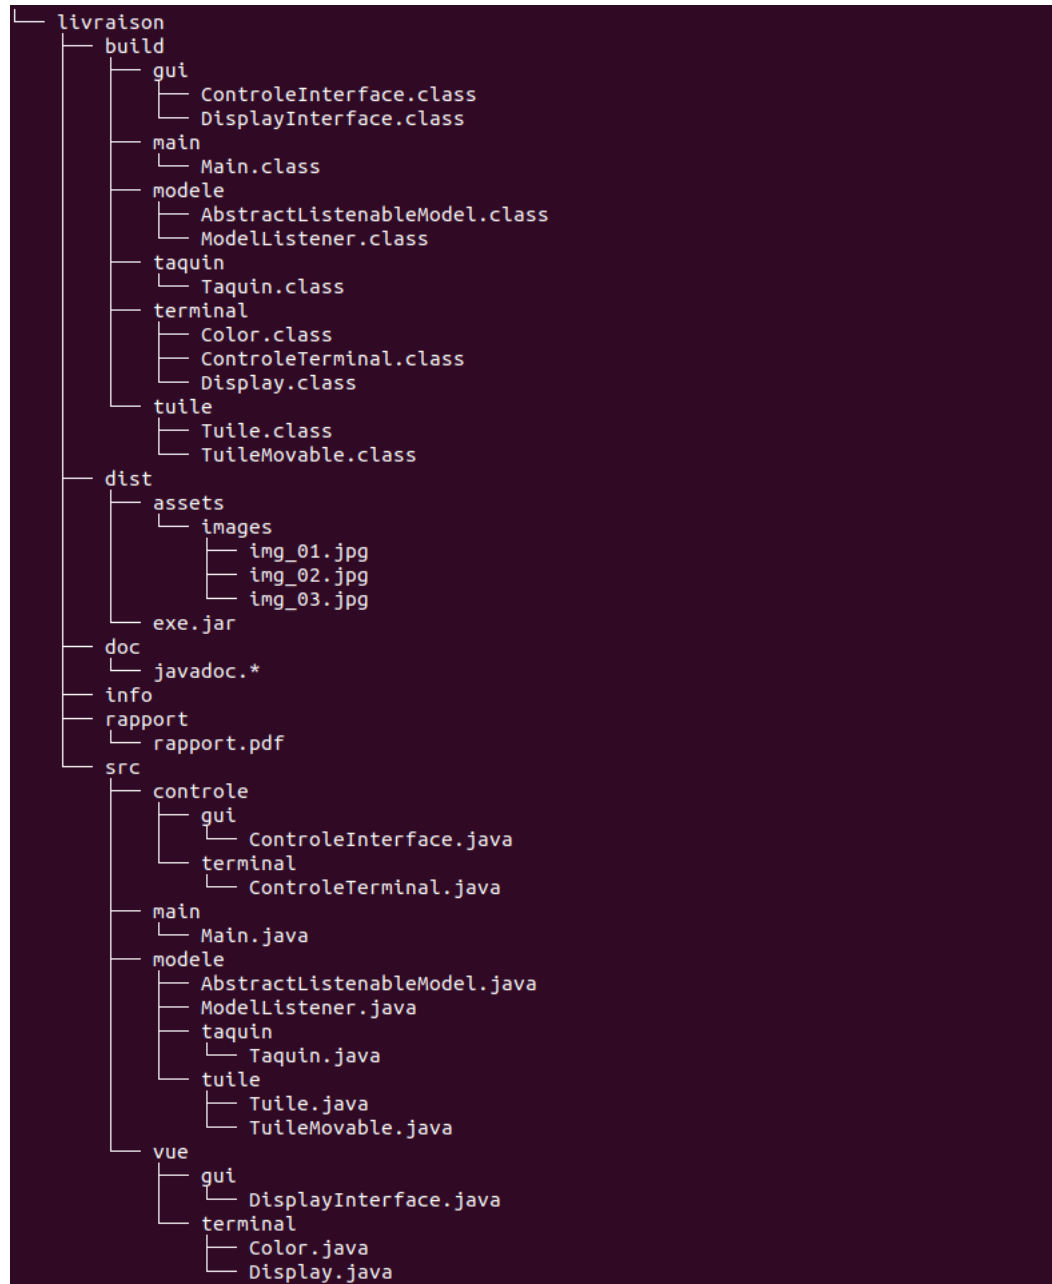 └── livraison
    ├── build
    │   ├── gui
    │   │   ├── ControleInterface.class
    │   │   └── DisplayInterface.class
    │   ├── main
    │   │   └── Main.class
    │   ├── modele
    │   │   ├── AbstractListenableModel.class
    │   │   └── ModelListener.class
    │   ├── taquin
    │   │   └── Taquin.class
    │   ├── terminal
    │   │   ├── Color.class
    │   │   ├── ControleTerminal.class
    │   │   └── Display.class
    │   └── tuile
    │       ├── Tuile.class
    │       └── TuileMovable.class
    ├── dist
    │   ├── assets
    │   │   └── images
    │   │       ├── img_01.jpg
    │   │       ├── img_02.jpg
    │   │       └── img_03.jpg
    │   └── exe.jar
    ├── doc
    │   └── javadoc.*
    ├── info
    ├── rapport
    │   └── rapport.pdf
    └── src
        ├── controle
        │   ├── gui
        │   │   └── ControleInterface.java
        │   └── terminal
        │       └── ControleTerminal.java
        ├── main
        │   └── Main.java
        ├── modele
        │   ├── AbstractListenableModel.java
        │   ├── ModelListener.java
        │   ├── taquin
        │   │   └── Taquin.java
        │   └── tuile
        │       ├── Tuile.java
        │       └── TuileMovable.java
        └── vue
            ├── gui
            │   └── DisplayInterface.java
            └── terminal
                ├── Color.java
                └── Display.java